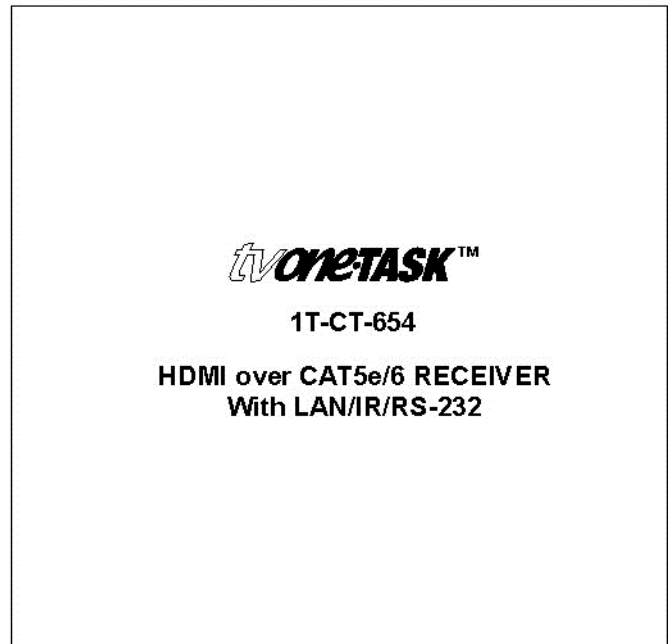 tvone·TASK™
1T-CT-654
HDMI over CAT5e/6 RECEIVER
With LAN/IR/RS-232